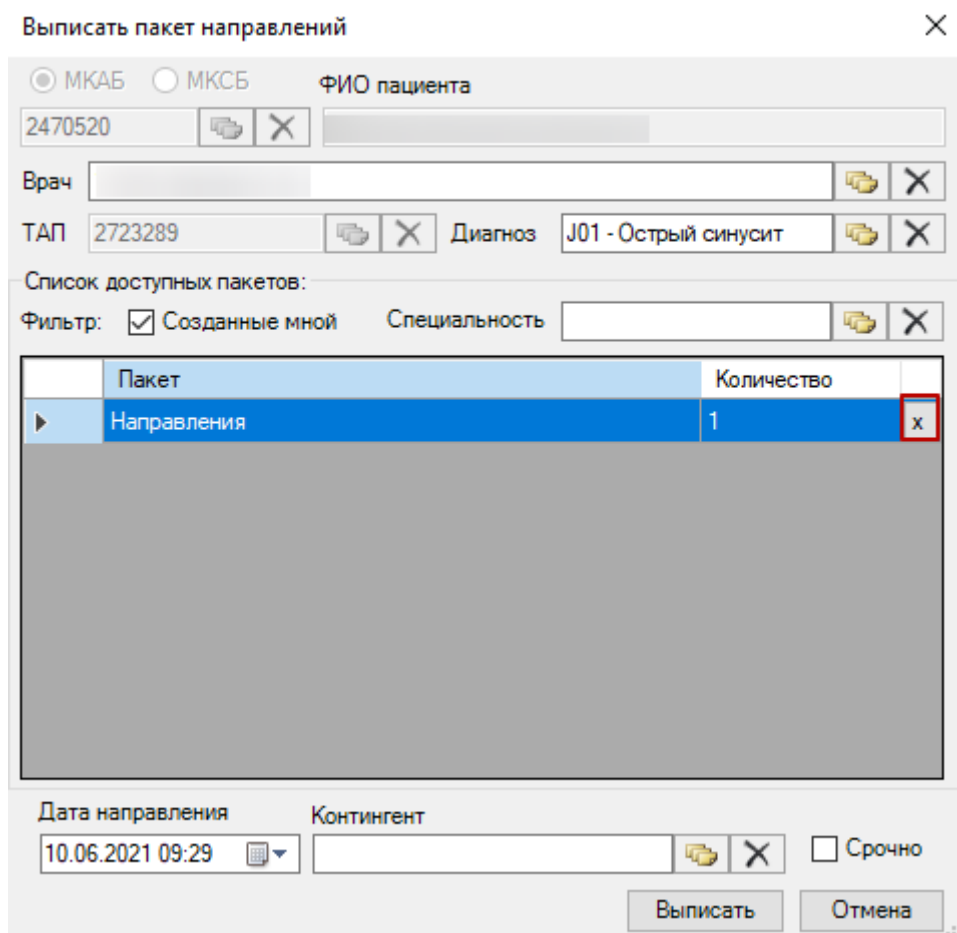 Выписать пакет направлений
МКАБ МКСБ ФИО пациента
2470520
Врач
ТАП 2723289 Диагноз J01 - Острый синусит
Список доступных пакетов:
Фильтр: Созданные мной Специальность
Пакет Количество
Направления 1 x
Дата направления Контингент
10.06.2021 09:29 Срочно
Выписать Отмена